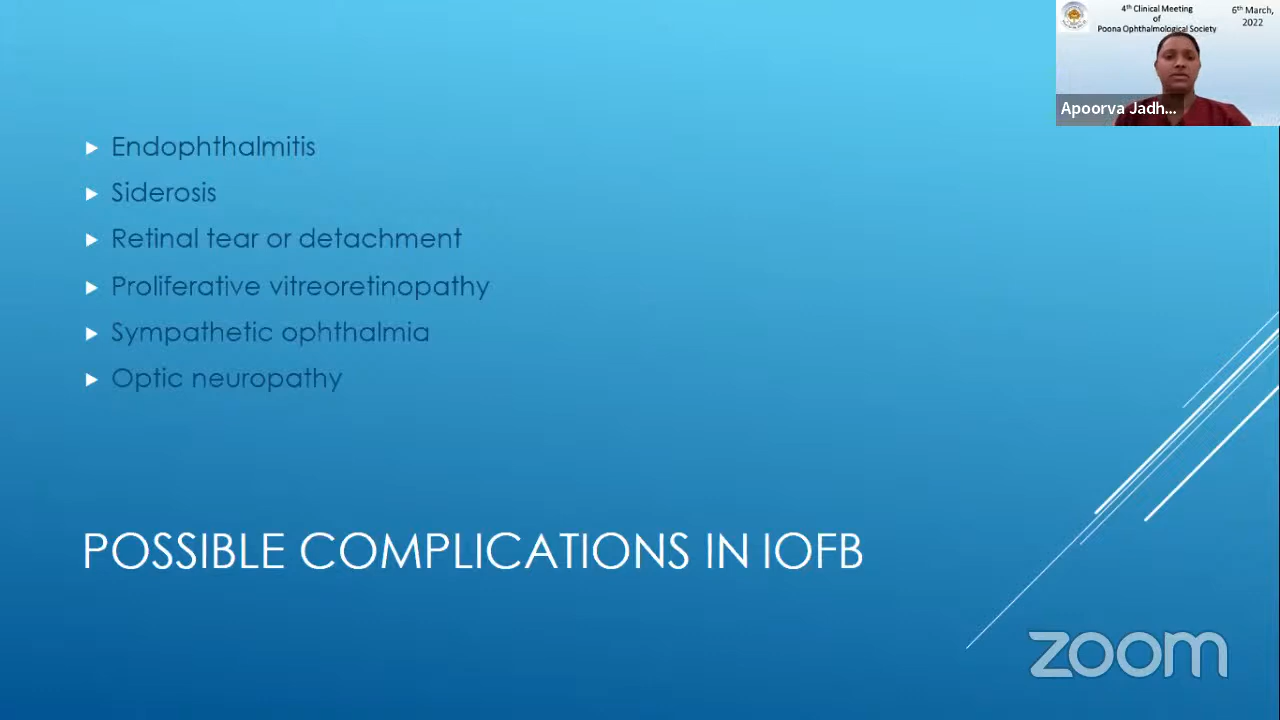 4th Clinical Meeting
of
Poona Ophthalmological Society
6th March,
2022
Apoorva Jadh...
Endophthalmitis
Siderosis
Retinal tear or detachment
Proliferative vitreoretinopathy
Sympathetic ophthalmia
Optic neuropathy
POSSIBLE COMPLICATIONS IN IOFB
zoom